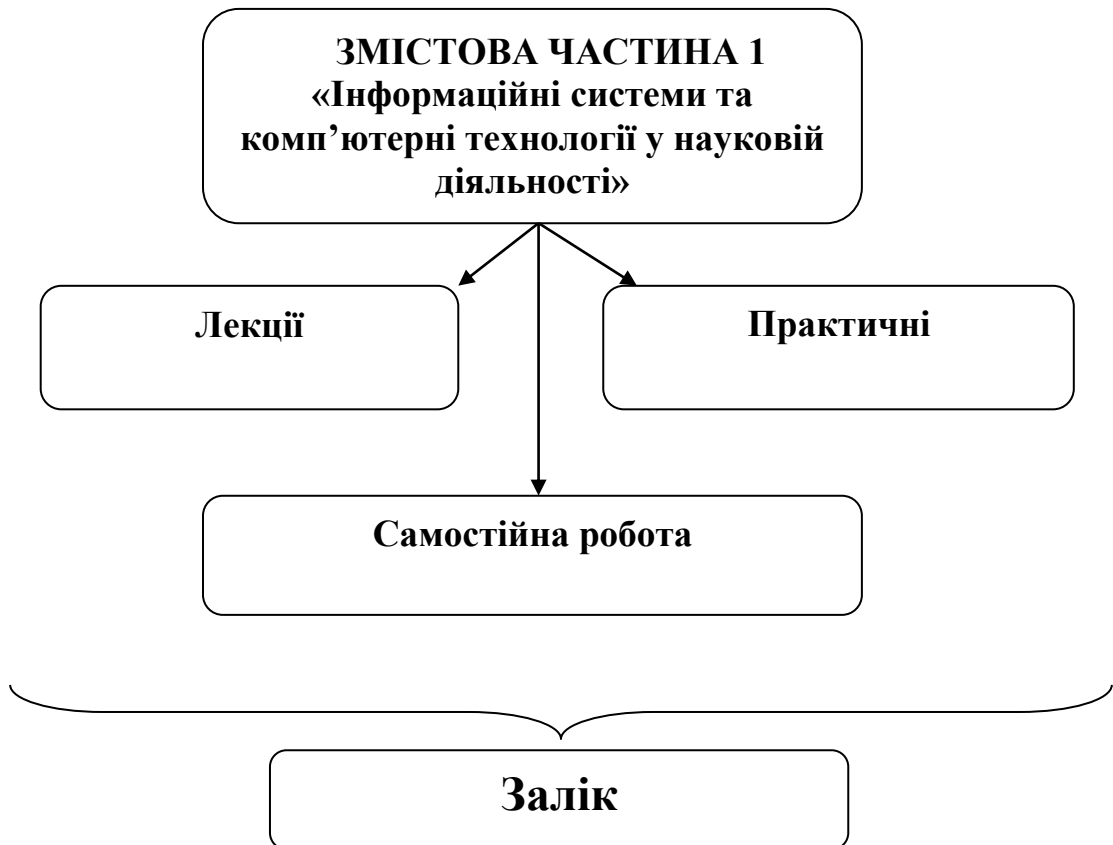 ЗМІСТОВА ЧАСТИНА 1
«Інформаційні системи та
комп’ютерні технології у науковій
діяльності»
Лекції
Практичні
Самостійна робота
Залік